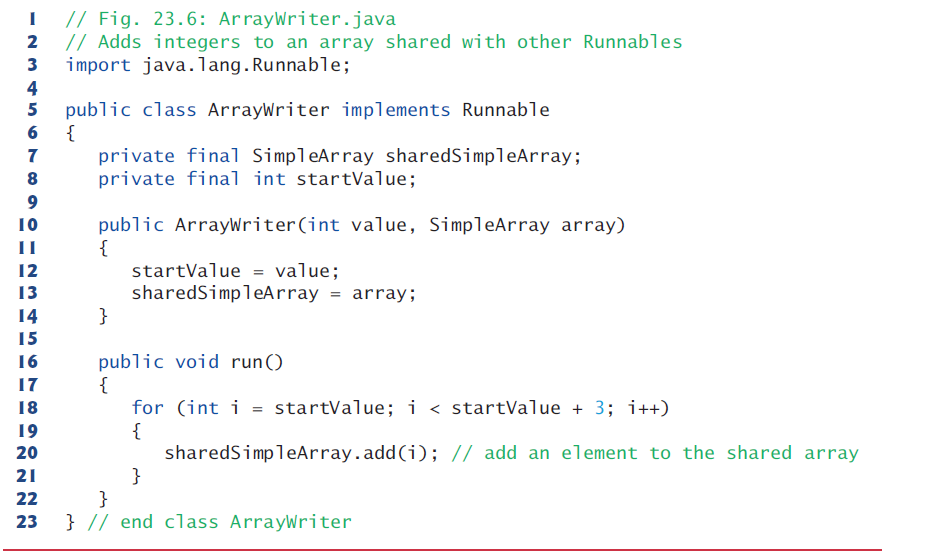 1 // Fig. 23.6: ArrayWriter.java
2 // Adds integers to an array shared with other Runnables
3 import java.lang.Runnable;
4
5 public class ArrayWriter implements Runnable
6 {
7 private final SimpleArray sharedSimpleArray;
8 private final int startValue;
9
10 public ArrayWriter(int value, SimpleArray array)
11 {
12 startValue = value;
13 sharedSimpleArray = array;
14 }
15
16 public void run()
17 {
18 for (int i = startValue; i < startValue + 3; i++)
19 {
20 sharedSimpleArray.add(i); // add an element to the shared array
21 }
22 }
23 } // end class ArrayWriter